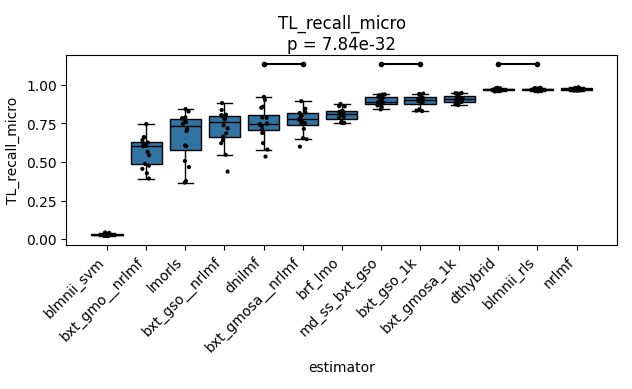 TL_recall_micro
p = 7.84e-32
TL_recall_micro
1.00
0.75
0.50
0.25
0.00
blmnii_svm
bxt_gmo__nrlmf
lmorls
bxt_gso__nrlmf
dnilmf
bxt_gmosa__nrlmf
brf_lmo
md_ss_bxt_gso
bxt_gso_1k
bxt_gmosa_1k
dthybrid
blmnii_rls
nrlmf
estimator